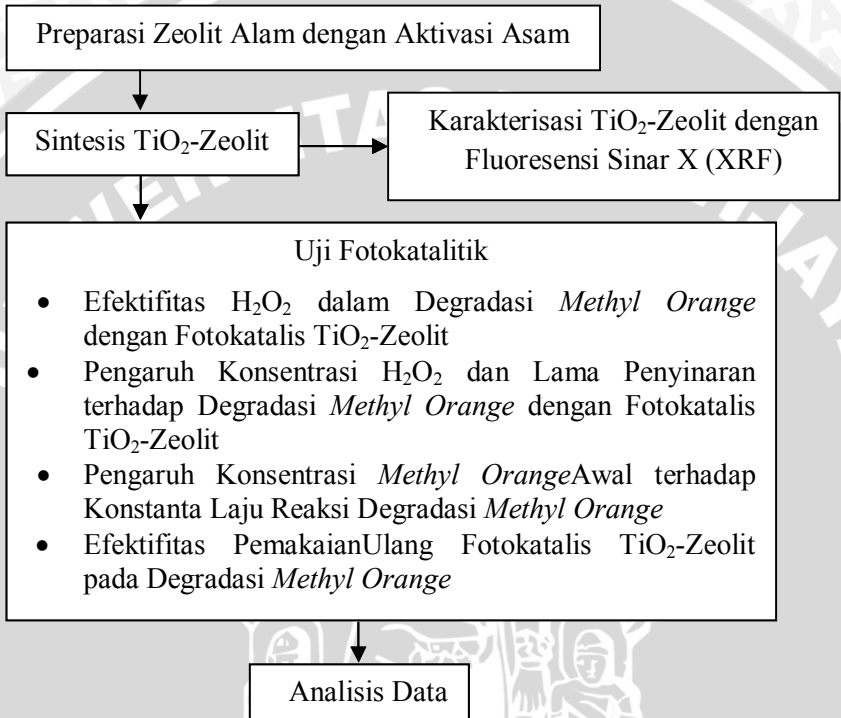 Preparasi Zeolit Alam dengan Aktivasi Asam
Sintesis TiO₂-Zeolit
Karakterisasi TiO₂-Zeolit dengan
Fluoresensi Sinar X (XRF)
Uji Fotokatalitik
• Efektifitas H₂O₂ dalam Degradasi Methyl Orange
dengan Fotokatalis TiO₂-Zeolit
• Pengaruh Konsentrasi H₂O₂ dan Lama Penyinaran
terhadap Degradasi Methyl Orange dengan Fotokatalis
TiO₂-Zeolit
• Pengaruh Konsentrasi Methyl OrangeAwal terhadap
Konstanta Laju Reaksi Degradasi Methyl Orange
• Efektifitas PemakaianUlang Fotokatalis TiO₂-Zeolit
pada Degradasi Methyl Orange
Analisis Data